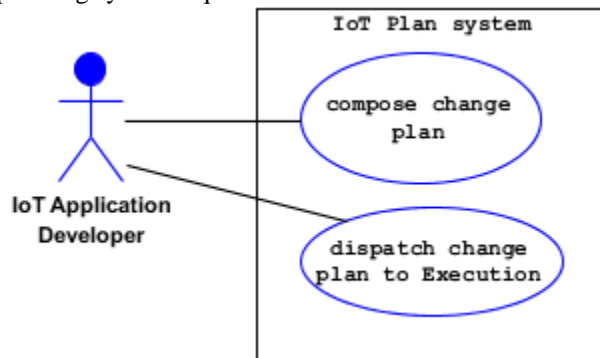 IoT Plan system
compose change
plan
IoT Application
Developer
dispatch change
plan to Execution